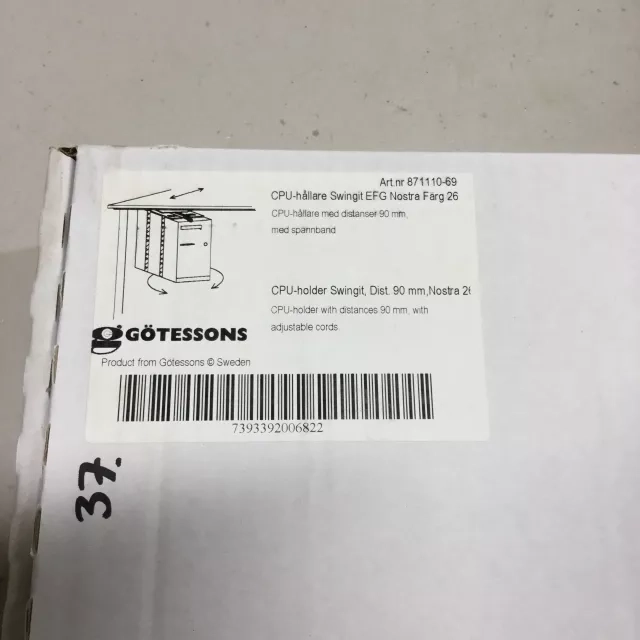 Art.nr 871110-69
CPU-hållare Swingit EFG Nostra Färg 26
CPU-hållare med distanser 90 mm,
med spännband
CPU-holder Swingit, Dist. 90 mm,Nostra 26
CPU-holder with distances 90 mm, with
adjustable cords.
GÖTESSONS
Product from Götessons © Sweden
7393392006822
37.